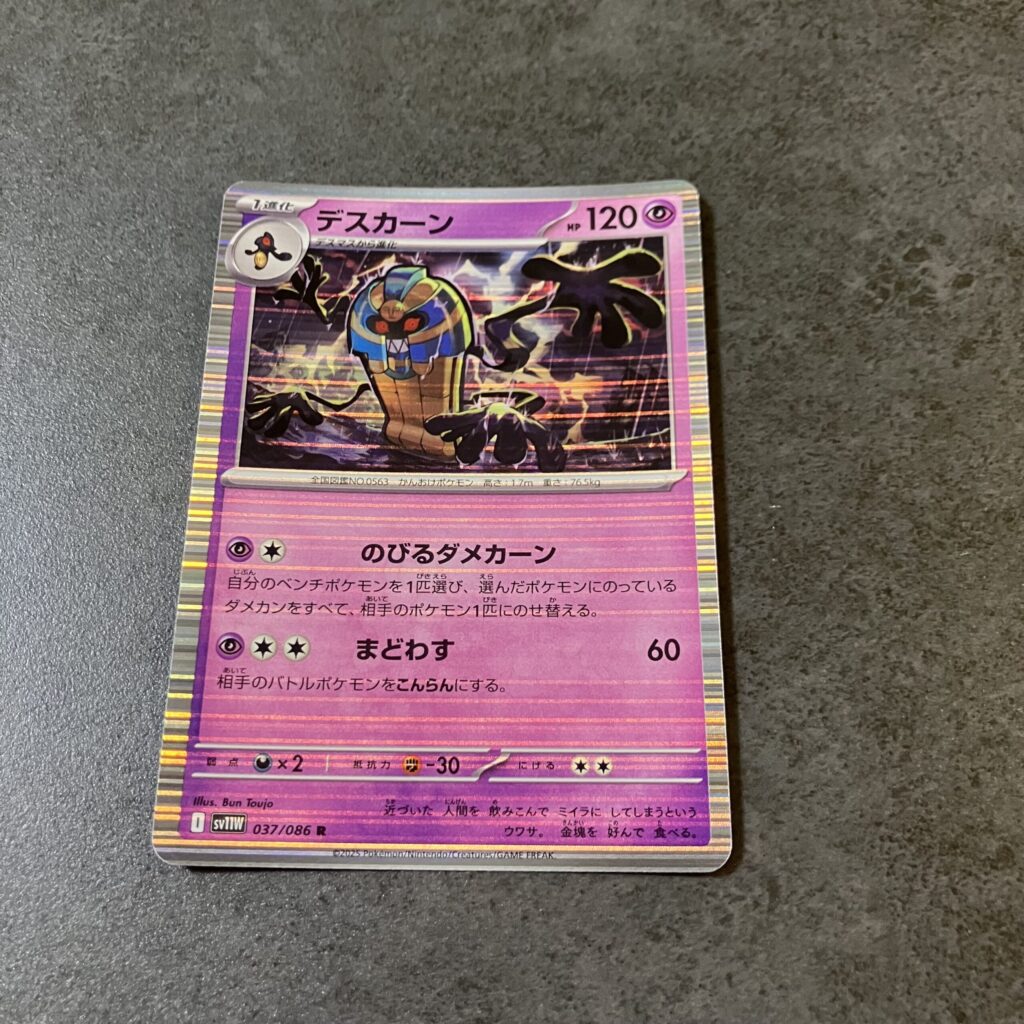 1進化
デスカーン
HP 120
デスマスから進化
全国図鑑NO.0563 かんおけポケモン 高さ：1.7m 重さ：76.5kg
のびるダメカーン
自分のベンチポケモンを1匹選び、選んだポケモンにのっている
ダメカンをすべて、相手のポケモン1匹にのせ替える。
まどわす 60
相手のバトルポケモンをこんらんにする。
弱点 ×2 抵抗力 -30 にげる
Illus. Bun Toujo
近づいた 人間を 飲みこんで ミイラに してしまうという
ウワサ。 金塊を 好んで 食べる。
I sv11W 037/086 R
©2025 Pokémon/Nintendo/Creatures/GAME FREAK